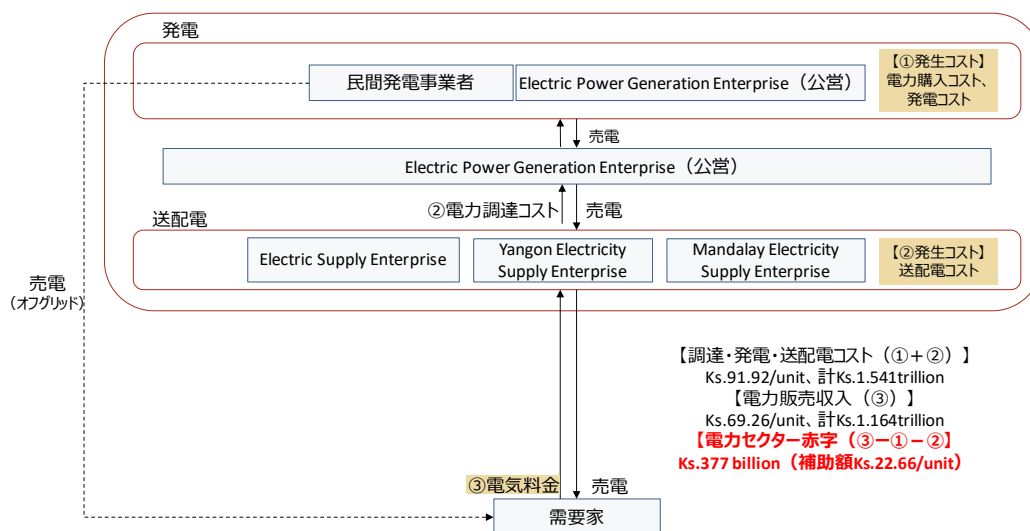 発電
民間発電事業者
Electric Power Generation Enterprise（公営）
【①発生コスト】
電力購入コスト、
発電コスト
売電
Electric Power Generation Enterprise（公営）
②電力調達コスト
売電
送配電
Electric Supply Enterprise
Yangon Electricity
Supply Enterprise
Mandalay Electricity
Supply Enterprise
【②発生コスト】
送配電コスト
売電
（オフグリッド）
【調達・発電・送配電コスト（①＋②）】
Ks.91.92/unit、計Ks.1.541trillion
【電力販売収入（③）】
Ks.69.26/unit、計Ks.1.164trillion
【電力セクター赤字（③－①－②】
Ks.377 billion（補助額Ks.22.66/unit）
③電気料金
売電
需要家